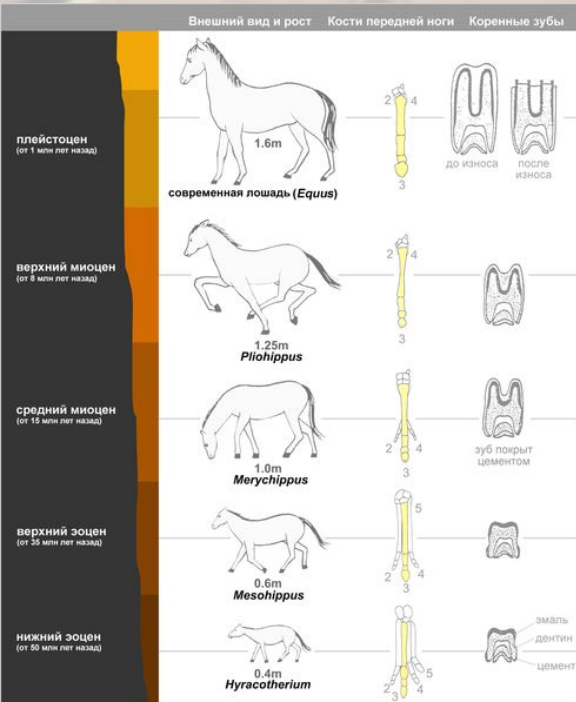 Внешний вид и рост Кости передней ноги Коренные зубы
плейстоцен
(от 1 млн лет назад)
1.6m
современная лошадь (Equus)
2 4
3
до износа
после
износа
верхний миоцен
(от 8 млн лет назад)
1.25m
Pliohippus
2 4
3
средний миоцен
(от 15 млн лет назад)
1.0m
Merychippus
2 4
3
зуб покрыт
цементом
верхний эоцен
(от 35 млн лет назад)
0.6m
Mesohippus
5
2 4
3
нижний эоцен
(от 50 млн лет назад)
0.4m
Hyracotherium
5
2 4
3
эмаль
дентин
цемент